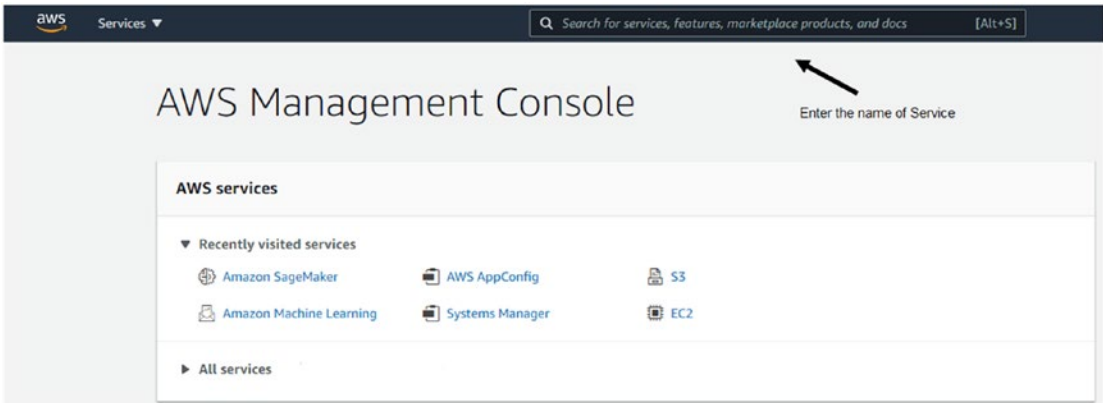 aws Services ▼ Search for services, features, marketplace products, and docs [Alt+S]
AWS Management Console
Enter the name of Service
AWS services
▼ Recently visited services
Amazon SageMaker AWS AppConfig S3
Amazon Machine Learning Systems Manager EC2
▶ All services